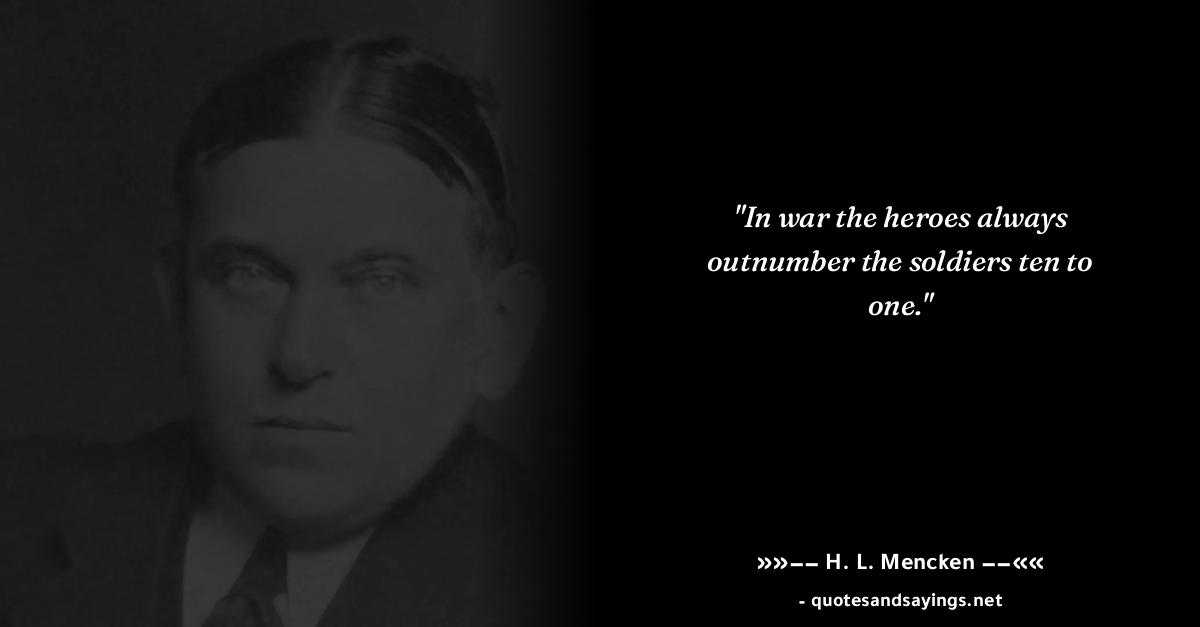 "In war the heroes always
outnumber the soldiers ten to
one."
»»−− H. L. Mencken −−««
- quotesandsayings.net